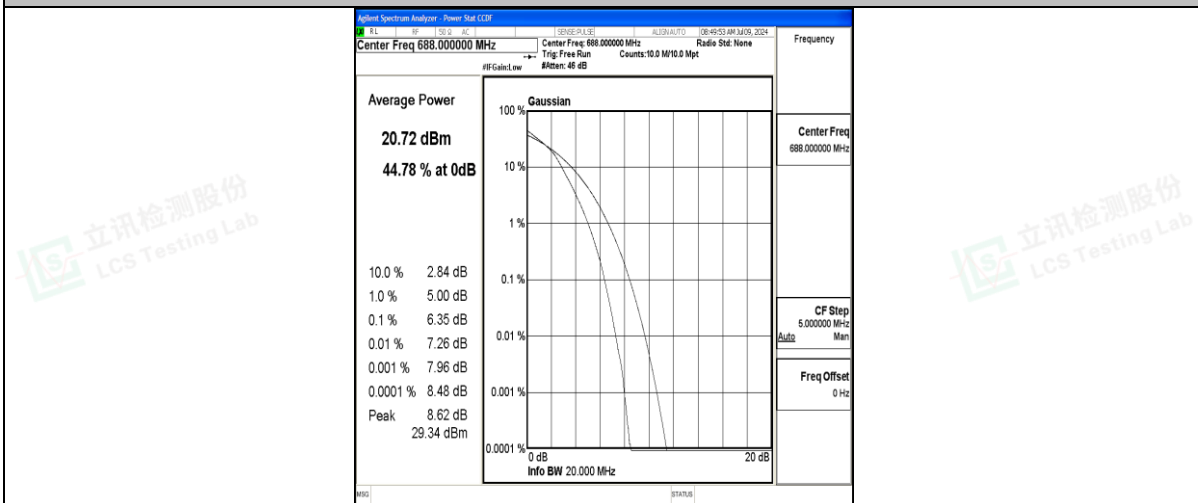 Agilent Spectrum Analyzer - Power Stat CCDF
RL RF 50 Ω AC SENSE:PULSE ALIGN AUTO 08:49:53 AM Jul 09, 2024
Center Freq 688.000000 MHz
Center Freq: 688.000000 MHz Radio Std: None
Trig: Free Run Counts:10.0 M/10.0 Mpt
#IFGain:Low #Atten: 46 dB
Frequency
Average Power
20.72 dBm
44.78 % at 0dB
10.0 % 2.84 dB
1.0 % 5.00 dB
0.1 % 6.35 dB
0.01 % 7.26 dB
0.001 % 7.96 dB
0.0001 % 8.48 dB
Peak 8.62 dB
29.34 dBm
Gaussian
100 %
10 %
1 %
0.1 %
0.01 %
0.001 %
0.0001 %
0 dB 20 dB
Info BW 20.000 MHz
Center Freq
688.000000 MHz
CF Step
5.000000 MHz
Auto Man
Freq Offset
0 Hz
MSG STATUS
立讯检测股份
LCS Testing Lab
立讯检测股份
LCS Testing Lab